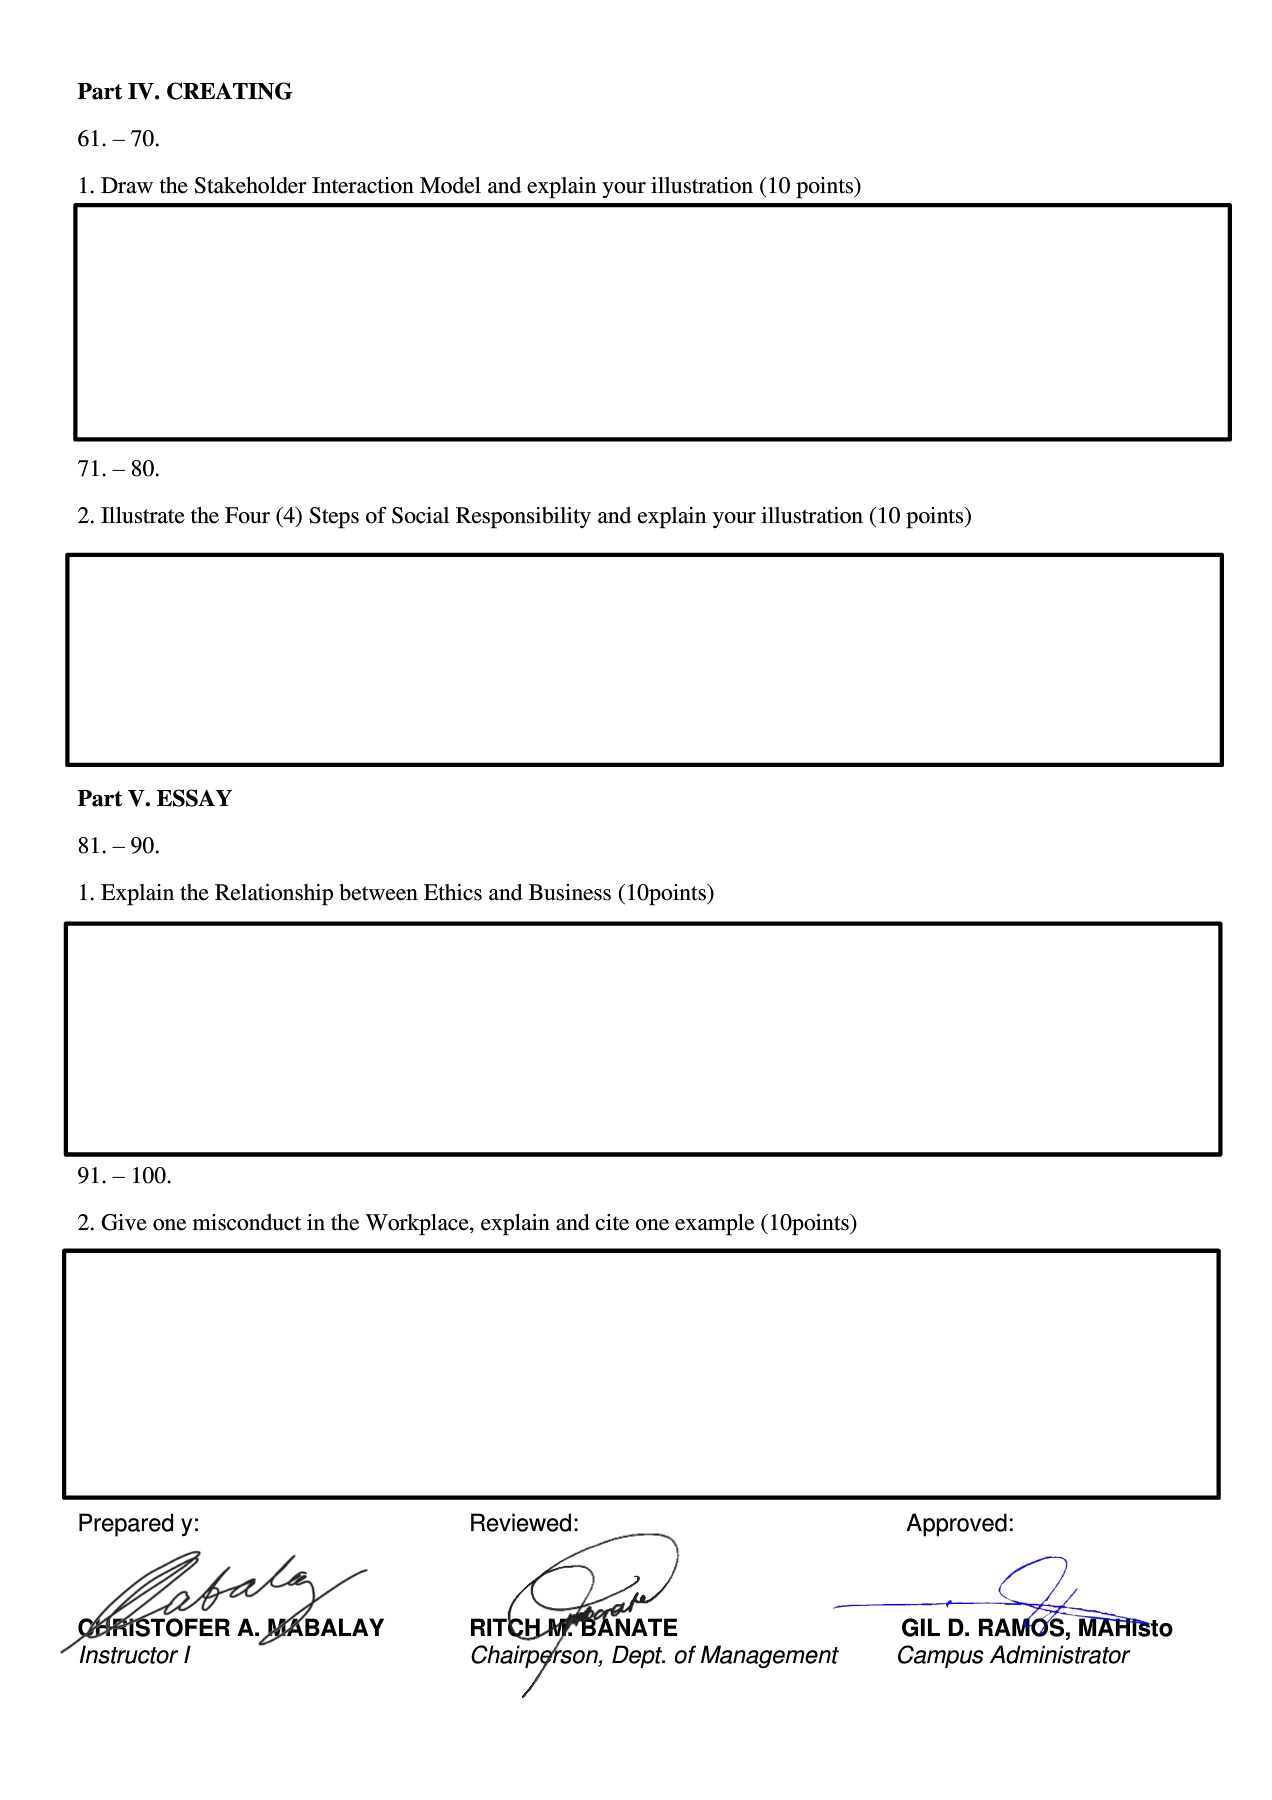 Part IV. CREATING
61. – 70.
1. Draw the Stakeholder Interaction Model and explain your illustration (10 points)
71. – 80.
2. Illustrate the Four (4) Steps of Social Responsibility and explain your illustration (10 points)
Part V. ESSAY
81. – 90.
1. Explain the Relationship between Ethics and Business (10points)
91. – 100.
2. Give one misconduct in the Workplace, explain and cite one example (10points)
Prepared y: Reviewed: Approved:
CHRISTOFER A. MABALAY RITCH M. BANATE GIL D. RAMOS, MAHisto
Instructor I Chairperson, Dept. of Management Campus Administrator